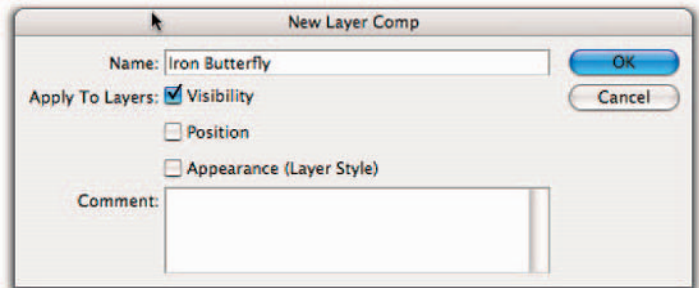 New Layer Comp
Name: Iron Butterfly
OK
Apply To Layers: Visibility
Cancel
Position
Appearance (Layer Style)
Comment: